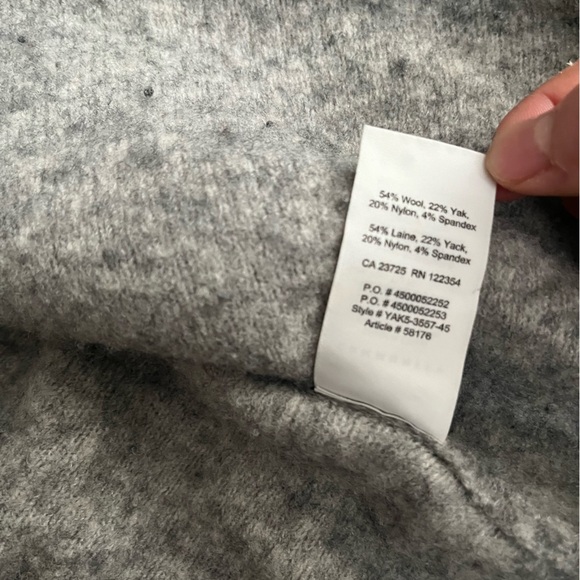 54% Wool, 22% Yak,
20% Nylon, 4% Spandex
54% Laine, 22% Yack,
20% Nylon, 4% Spandex
CA 23725 RN 122354
P.O. # 4500052252
P.O. # 4500052253
Style # YAK5-3557-45
Article # 58176